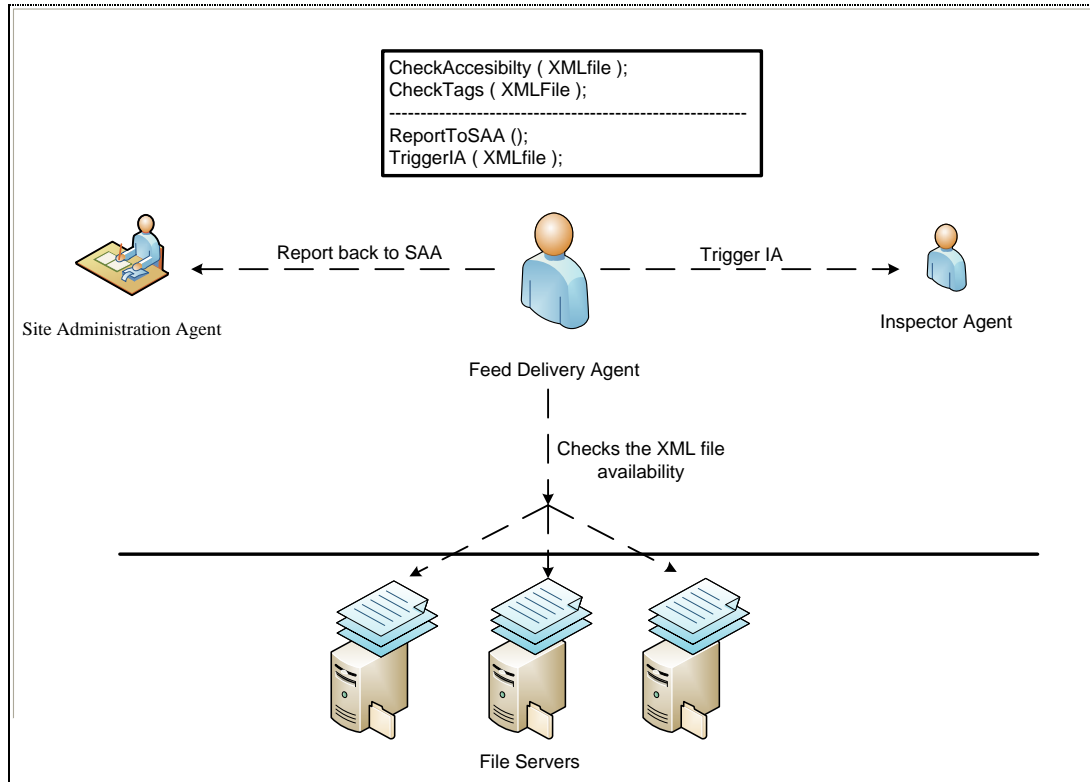 CheckAccesibilty ( XMLfile );
CheckTags ( XMLFile );
---------------------------------------------------------
ReportToSAA ();
TriggerIA ( XMLfile );
Report back to SAA
Trigger IA
Site Administration Agent
Inspector Agent
Feed Delivery Agent
Checks the XML file
availability
File Servers